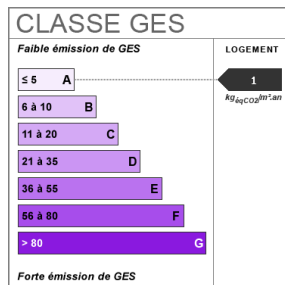 CLASSE GES
Faible émission de GES
LOGEMENT
≤ 5 A
1
kgéqCO2/m².an
6 à 10 B
11 à 20 C
21 à 35 D
36 à 55 E
56 à 80 F
> 80 G
Forte émission de GES